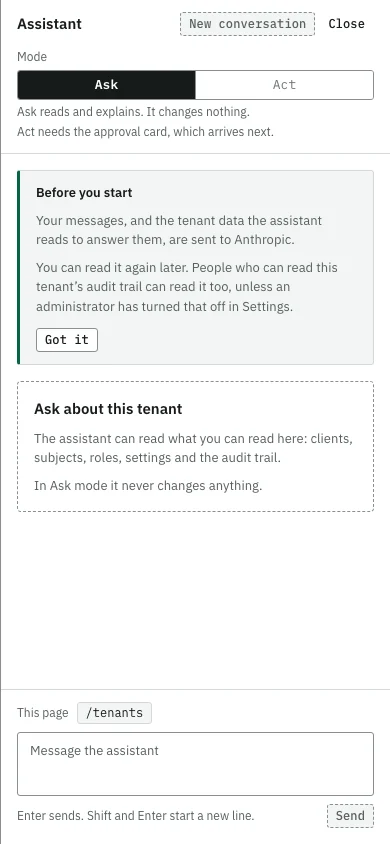 Assistant
New conversation
Close
Mode
Ask
Act
Ask reads and explains. It changes nothing.
Act needs the approval card, which arrives next.
Before you start
Your messages, and the tenant data the assistant
reads to answer them, are sent to Anthropic.
You can read it again later. People who can read this
tenant’s audit trail can read it too, unless an
administrator has turned that off in Settings.
Got it
Ask about this tenant
The assistant can read what you can read here: clients,
subjects, roles, settings and the audit trail.
In Ask mode it never changes anything.
This page
/tenants
Message the assistant
Enter sends. Shift and Enter start a new line.
Send